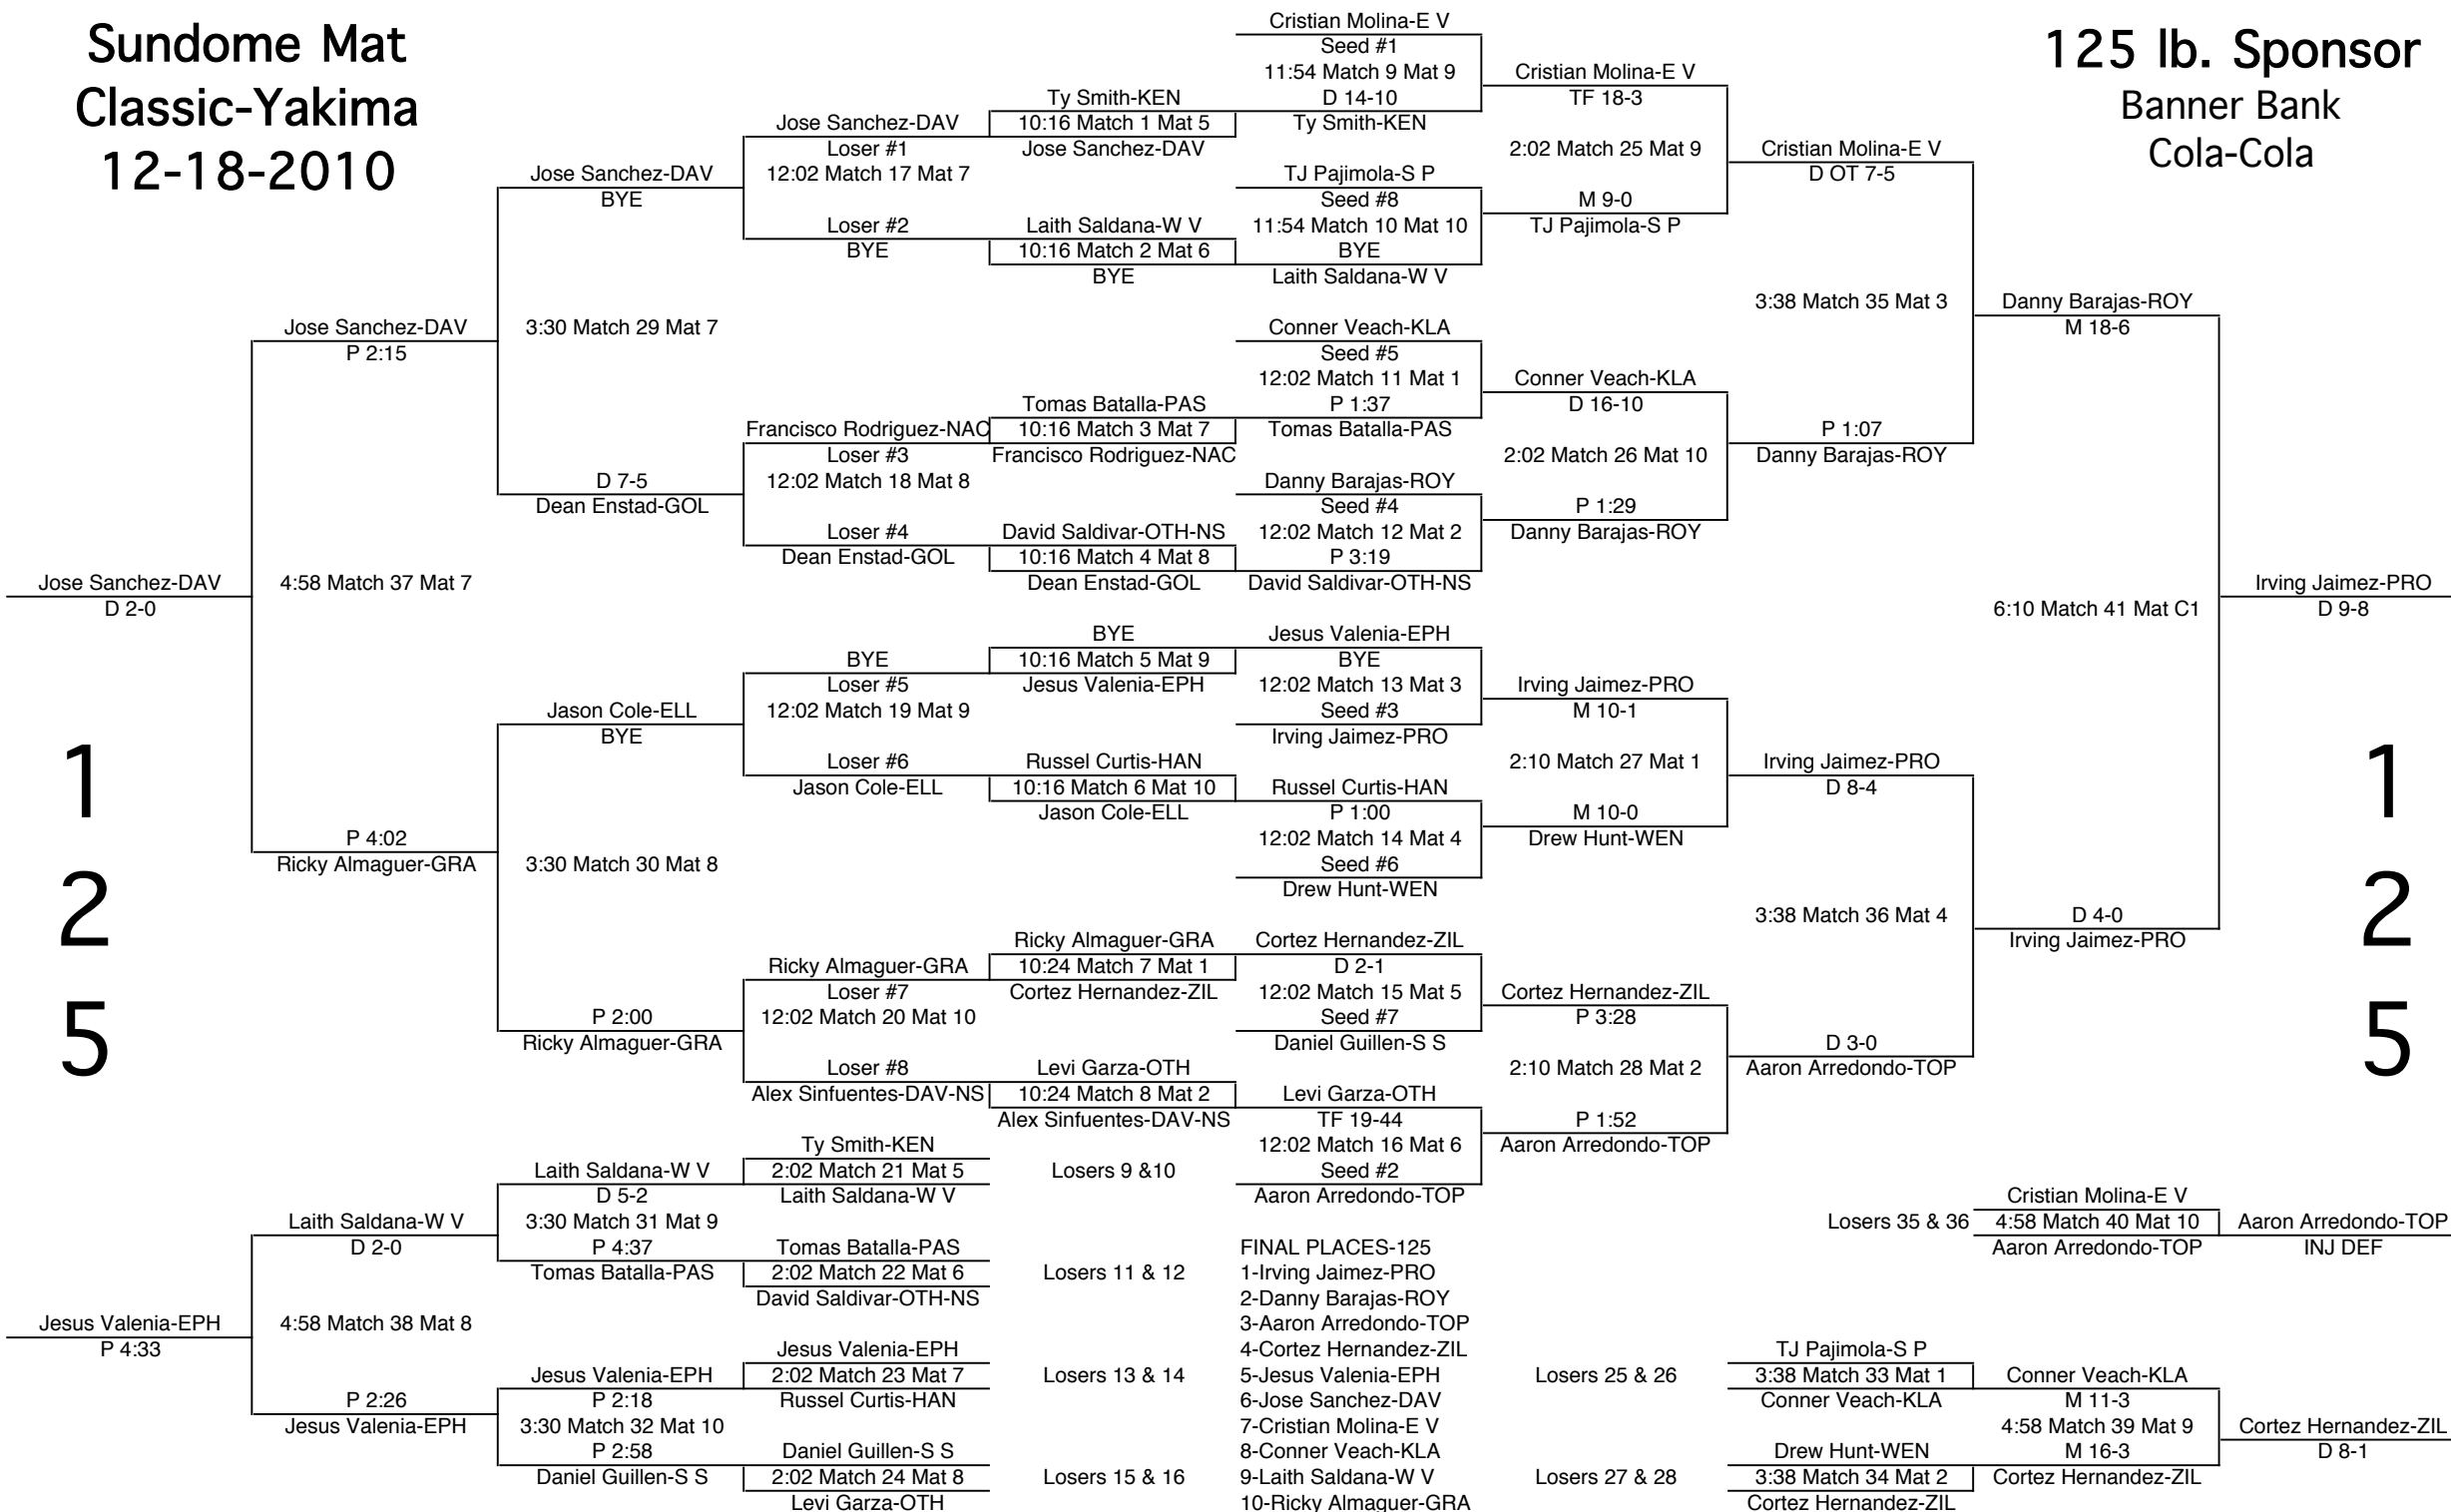 Sundome Mat
Classic-Yakima
12-18-2010
125 lb. Sponsor
Banner Bank
Cola-Cola
Cristian Molina-E V
Seed #1
11:54 Match 9 Mat 9
D 14-10
Ty Smith-KEN
TJ Pajimola-S P
Seed #8
11:54 Match 10 Mat 10
BYE
Laith Saldana-W V
Conner Veach-KLA
Seed #5
12:02 Match 11 Mat 1
P 1:37
Tomas Batalla-PAS
Danny Barajas-ROY
Seed #4
12:02 Match 12 Mat 2
P 3:19
David Saldivar-OTH-NS
Jesus Valenia-EPH
BYE
12:02 Match 13 Mat 3
Seed #3
Irving Jaimez-PRO
Russel Curtis-HAN
P 1:00
12:02 Match 14 Mat 4
Seed #6
Drew Hunt-WEN
Cortez Hernandez-ZIL
D 2-1
12:02 Match 15 Mat 5
Seed #7
Daniel Guillen-S S
Levi Garza-OTH
TF 19-44
12:02 Match 16 Mat 6
Seed #2
Aaron Arredondo-TOP
Ty Smith-KEN
10:16 Match 1 Mat 5
Jose Sanchez-DAV
Laith Saldana-W V
10:16 Match 2 Mat 6
BYE
Tomas Batalla-PAS
10:16 Match 3 Mat 7
Francisco Rodriguez-NAC
David Saldivar-OTH-NS
10:16 Match 4 Mat 8
Dean Enstad-GOL
BYE
10:16 Match 5 Mat 9
Jesus Valenia-EPH
Russel Curtis-HAN
10:16 Match 6 Mat 10
Jason Cole-ELL
Ricky Almaguer-GRA
10:24 Match 7 Mat 1
Cortez Hernandez-ZIL
Levi Garza-OTH
10:24 Match 8 Mat 2
Alex Sinfuentes-DAV-NS
Jose Sanchez-DAV
Loser #1
12:02 Match 17 Mat 7
Loser #2
BYE
Francisco Rodriguez-NAC
Loser #3
12:02 Match 18 Mat 8
Loser #4
Dean Enstad-GOL
BYE
Loser #5
12:02 Match 19 Mat 9
Loser #6
Jason Cole-ELL
Ricky Almaguer-GRA
Loser #7
12:02 Match 20 Mat 10
Loser #8
Alex Sinfuentes-DAV-NS
Jose Sanchez-DAV
BYE
3:30 Match 29 Mat 7
D 7-5
Dean Enstad-GOL
Jason Cole-ELL
BYE
3:30 Match 30 Mat 8
P 2:00
Ricky Almaguer-GRA
Jose Sanchez-DAV
P 2:15
4:58 Match 37 Mat 7
P 4:02
Ricky Almaguer-GRA
Jose Sanchez-DAV
D 2-0
1
2
5
Cristian Molina-E V
TF 18-3
2:02 Match 25 Mat 9
M 9-0
TJ Pajimola-S P
Conner Veach-KLA
D 16-10
2:02 Match 26 Mat 10
P 1:29
Danny Barajas-ROY
Irving Jaimez-PRO
M 10-1
2:10 Match 27 Mat 1
M 10-0
Drew Hunt-WEN
Cortez Hernandez-ZIL
P 3:28
2:10 Match 28 Mat 2
P 1:52
Aaron Arredondo-TOP
Cristian Molina-E V
D OT 7-5
3:38 Match 35 Mat 3
P 1:07
Danny Barajas-ROY
Irving Jaimez-PRO
D 8-4
3:38 Match 36 Mat 4
D 3-0
Aaron Arredondo-TOP
Danny Barajas-ROY
M 18-6
6:10 Match 41 Mat C1
D 4-0
Irving Jaimez-PRO
Irving Jaimez-PRO
D 9-8
1
2
5
Ty Smith-KEN
2:02 Match 21 Mat 5
Laith Saldana-W V
Losers 9 &10
Tomas Batalla-PAS
2:02 Match 22 Mat 6
David Saldivar-OTH-NS
Losers 11 & 12
Jesus Valenia-EPH
2:02 Match 23 Mat 7
Russel Curtis-HAN
Losers 13 & 14
Daniel Guillen-S S
2:02 Match 24 Mat 8
Levi Garza-OTH
Losers 15 & 16
Laith Saldana-W V
D 5-2
3:30 Match 31 Mat 9
P 4:37
Tomas Batalla-PAS
Jesus Valenia-EPH
P 2:18
3:30 Match 32 Mat 10
P 2:58
Daniel Guillen-S S
Laith Saldana-W V
D 2-0
4:58 Match 38 Mat 8
P 2:26
Jesus Valenia-EPH
Jesus Valenia-EPH
P 4:33
FINAL PLACES-125
1-Irving Jaimez-PRO
2-Danny Barajas-ROY
3-Aaron Arredondo-TOP
4-Cortez Hernandez-ZIL
5-Jesus Valenia-EPH
6-Jose Sanchez-DAV
7-Cristian Molina-E V
8-Conner Veach-KLA
9-Laith Saldana-W V
10-Ricky Almaguer-GRA
Losers 35 & 36
Cristian Molina-E V
4:58 Match 40 Mat 10
Aaron Arredondo-TOP
Aaron Arredondo-TOP
INJ DEF
Losers 25 & 26
TJ Pajimola-S P
3:38 Match 33 Mat 1
Conner Veach-KLA
Losers 27 & 28
Drew Hunt-WEN
3:38 Match 34 Mat 2
Cortez Hernandez-ZIL
Conner Veach-KLA
M 11-3
4:58 Match 39 Mat 9
M 16-3
Cortez Hernandez-ZIL
Cortez Hernandez-ZIL
D 8-1